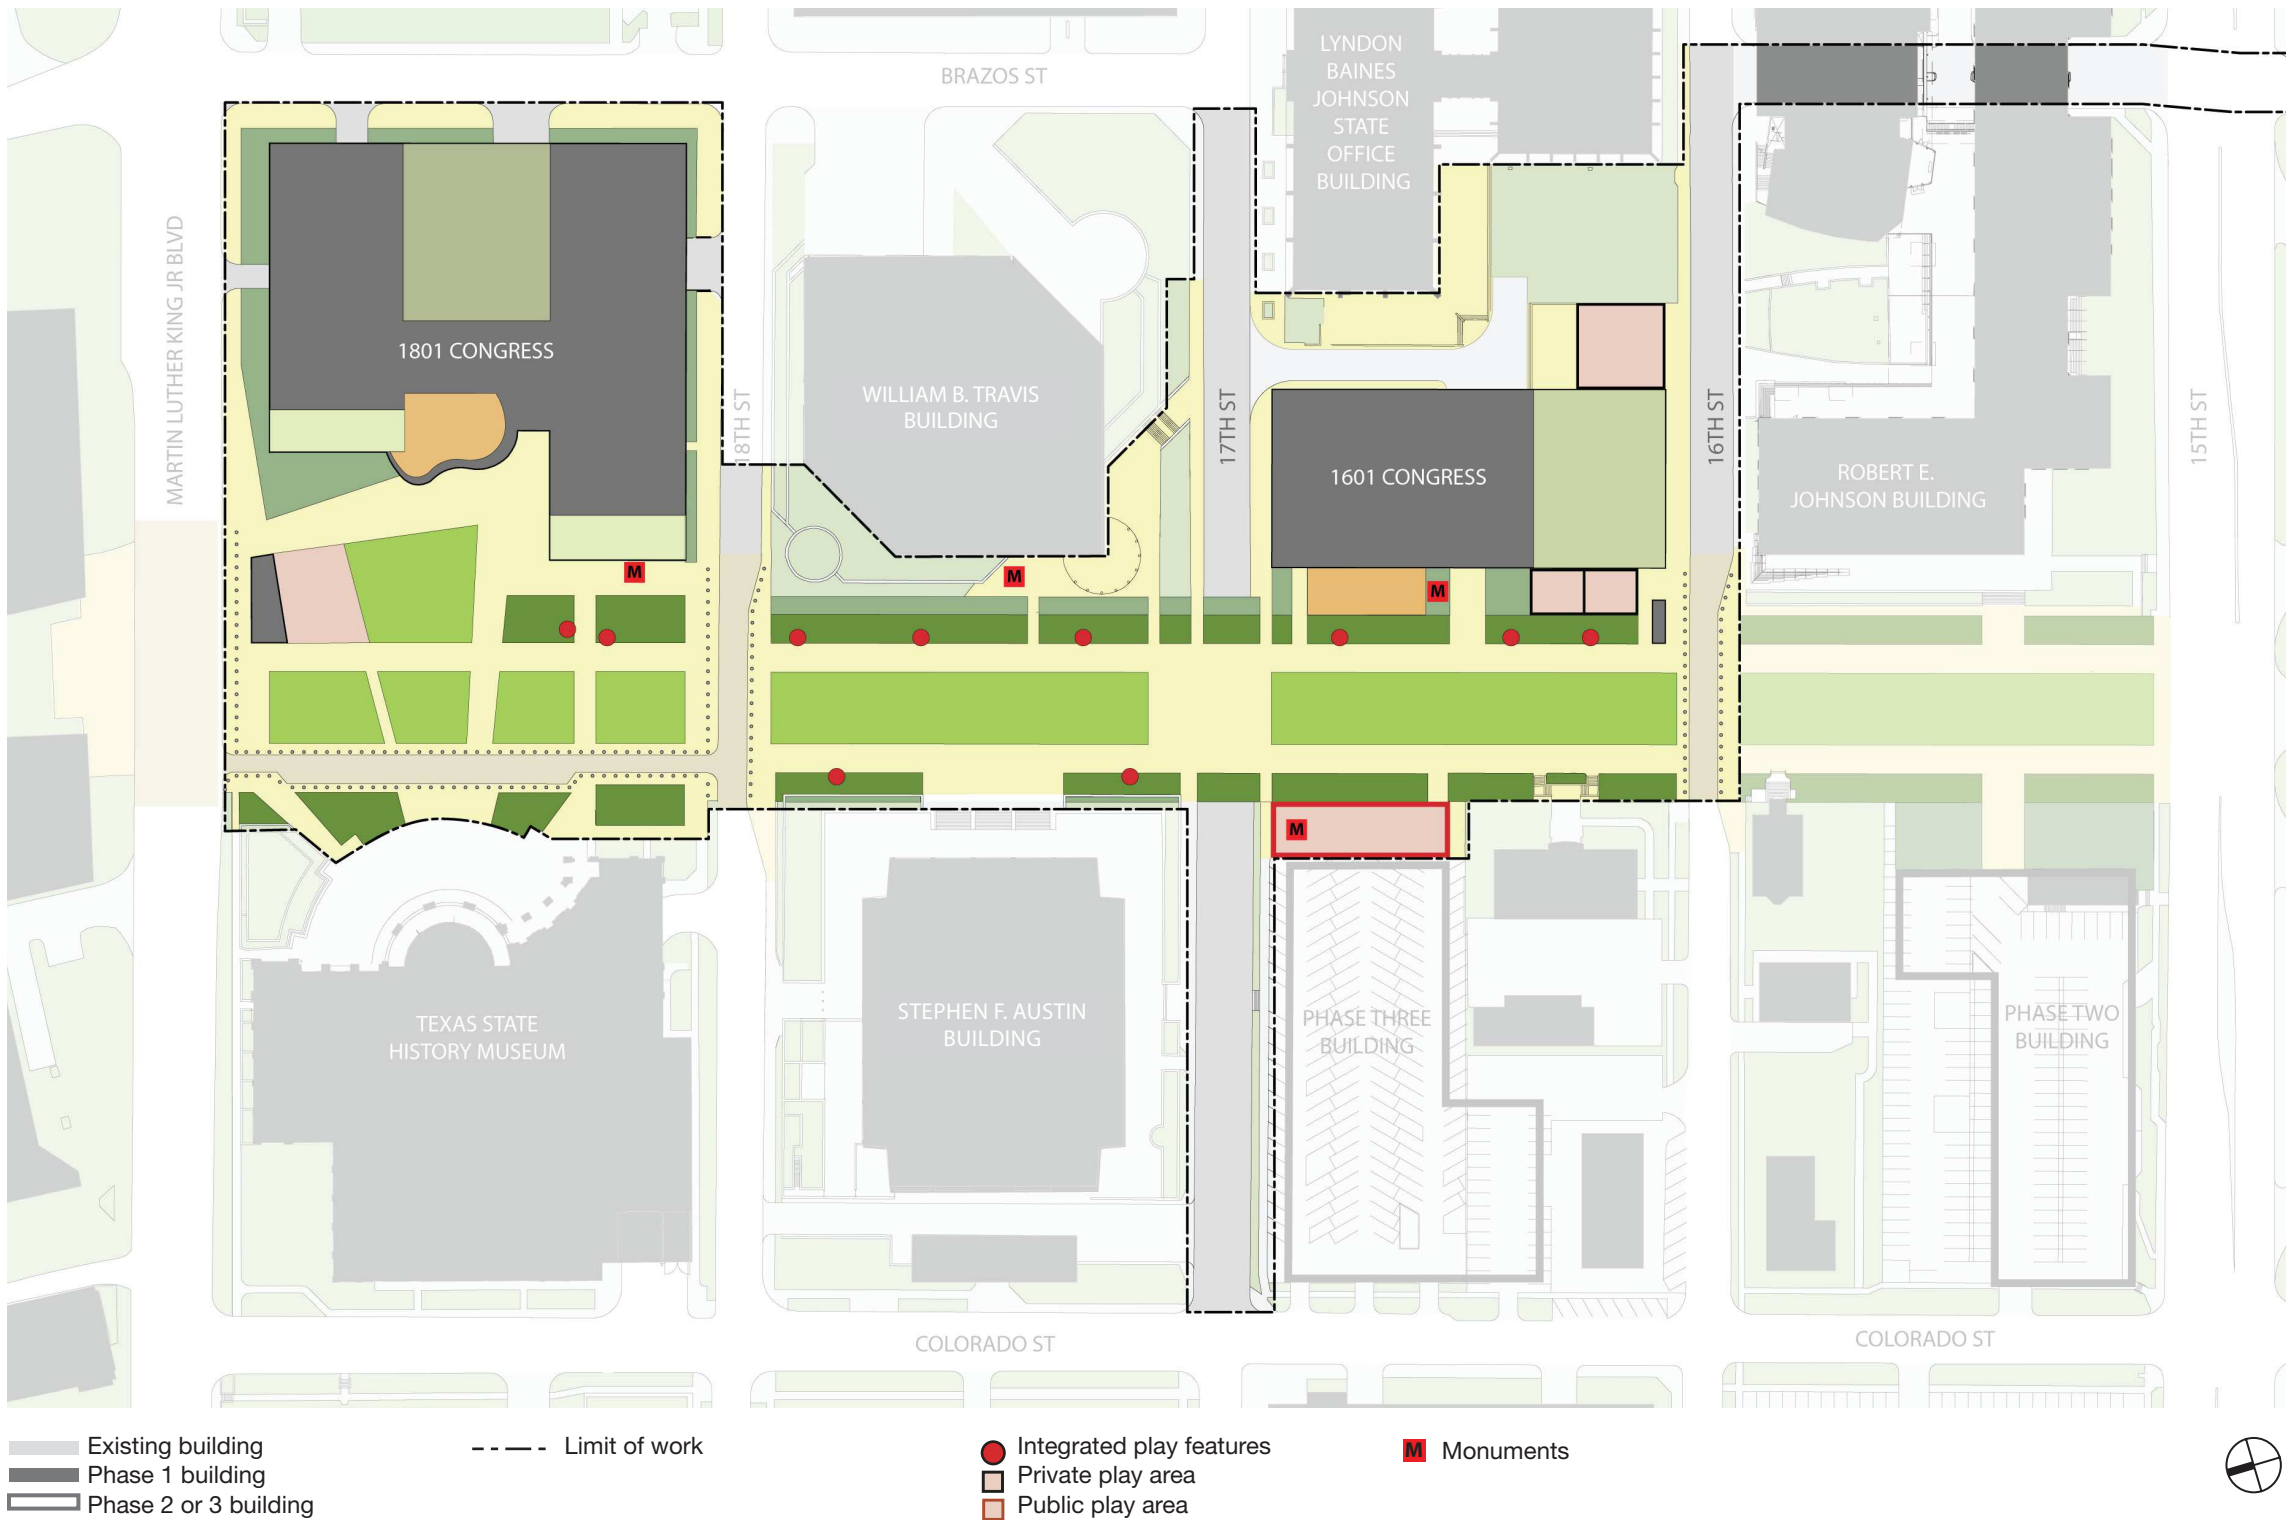 BRAZOS ST
LYNDON
BAINES
JOHNSON
STATE
OFFICE
BUILDING
MARTIN LUTHER KING JR BLVD
1801 CONGRESS
18TH ST
WILLIAM B. TRAVIS
BUILDING
17TH ST
1601 CONGRESS
16TH ST
ROBERT E.
JOHNSON BUILDING
15TH ST
M
M
M
M
TEXAS STATE
HISTORY MUSEUM
STEPHEN F. AUSTIN
BUILDING
PHASE THREE
BUILDING
PHASE TWO
BUILDING
COLORADO ST
COLORADO ST
Existing building
Phase 1 building
Phase 2 or 3 building
Limit of work
Integrated play features
Private play area
Public play area
M Monuments